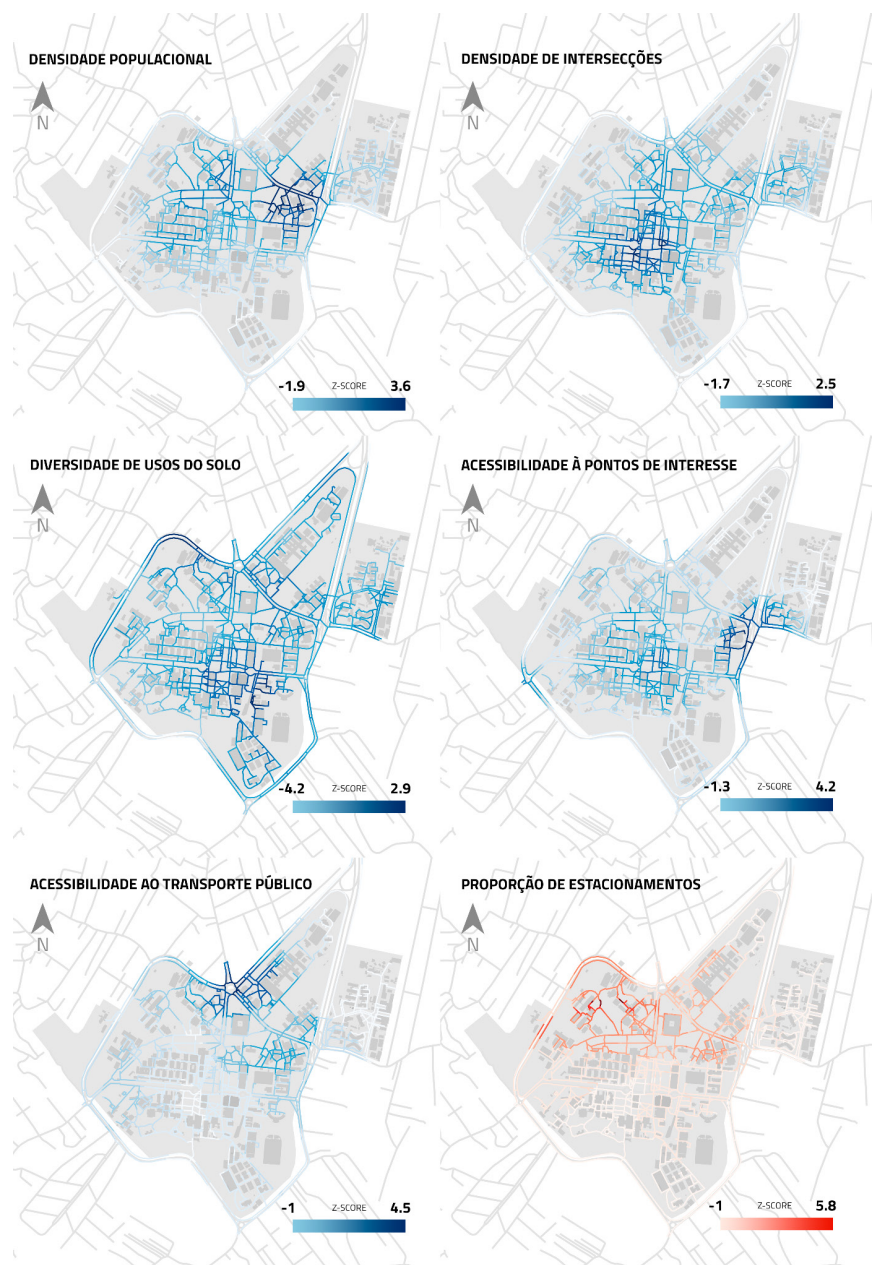 DENSIDADE POPULACIONAL
N
-1.9 Z-SCORE 3.6
DENSIDADE DE INTERSECÇÕES
N
-1.7 Z-SCORE 2.5
DIVERSIDADE DE USOS DO SOLO
N
-4.2 Z-SCORE 2.9
ACESSIBILIDADE À PONTOS DE INTERESSE
N
-1.3 Z-SCORE 4.2
ACESSIBILIDADE AO TRANSPORTE PÚBLICO
N
-1 Z-SCORE 4.5
PROPORÇÃO DE ESTACIONAMENTOS
N
-1 Z-SCORE 5.8